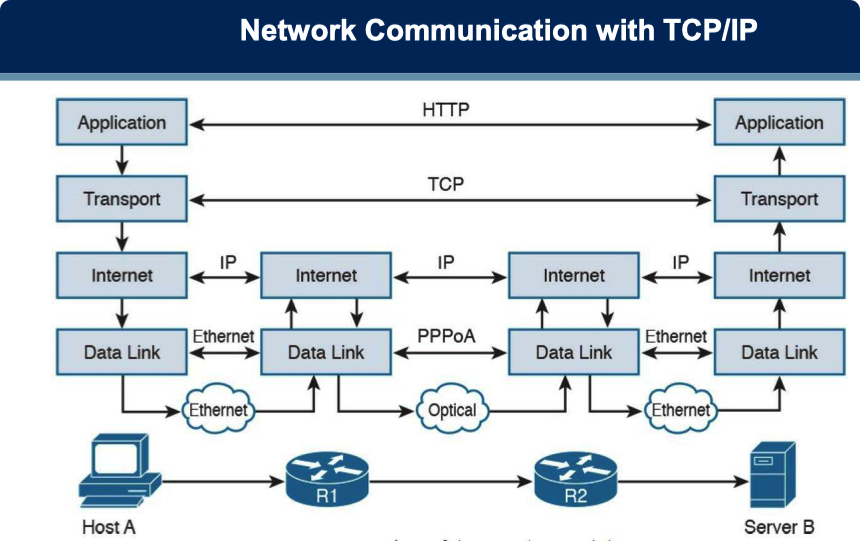 Network Communication with TCP/IP
Application HTTP Application
Transport TCP Transport
Internet IP Internet IP Internet IP Internet
Data Link Ethernet Data Link PPPoA Data Link Ethernet Data Link
Ethernet Optical Ethernet
R1 R2
Host A Server B